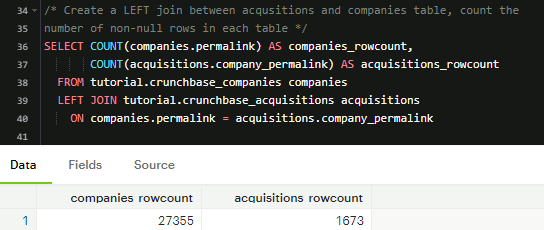 34 /* Create a LEFT join between acqusitions and companies table, count the
35 number of non-null rows in each table */
36 SELECT COUNT(companies.permalink) AS companies_rowcount,
37 COUNT(acquisitions.company_permalink) AS acquisitions_rowcount
38 FROM tutorial.crunchbase_companies companies
39 LEFT JOIN tutorial.crunchbase_acquisitions acquisitions
40 ON companies.permalink = acquisitions.company_permalink
41
Data Fields Source
companies rowcount acquisitions rowcount
1 27355 1673